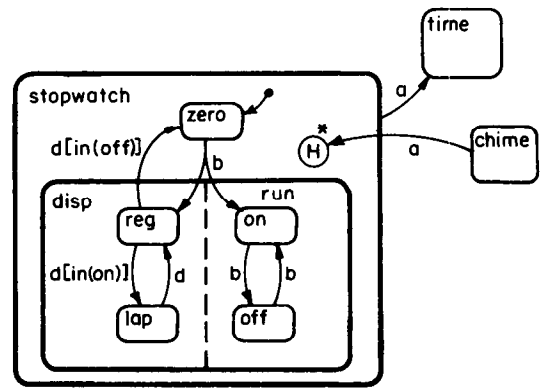 time
stopwatch
a
zero
*
H
chime
d[in(off)]
a
b
disp
run
reg
on
d[in(on)]
d
b
b
lap
off